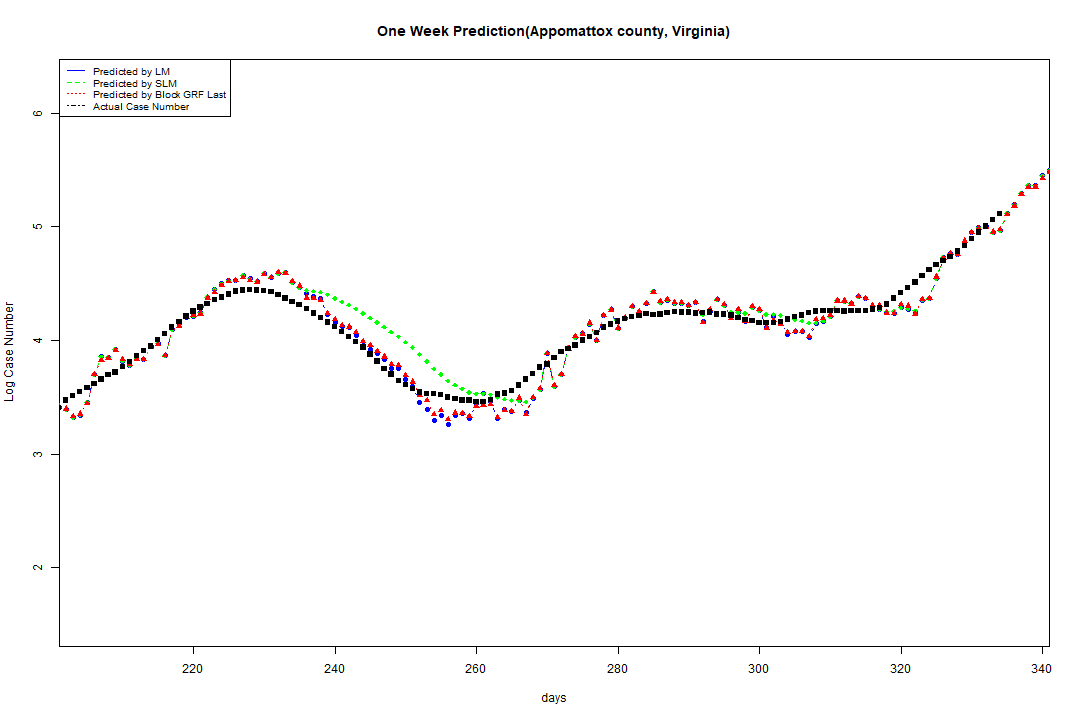 One Week Prediction(Appomattox county, Virginia)
Predicted by LM
Predicted by SLM
Predicted by Block GRF Last
Actual Case Number
Log Case Number
6
5
4
3
2
220 240 260 280 300 320 340
days